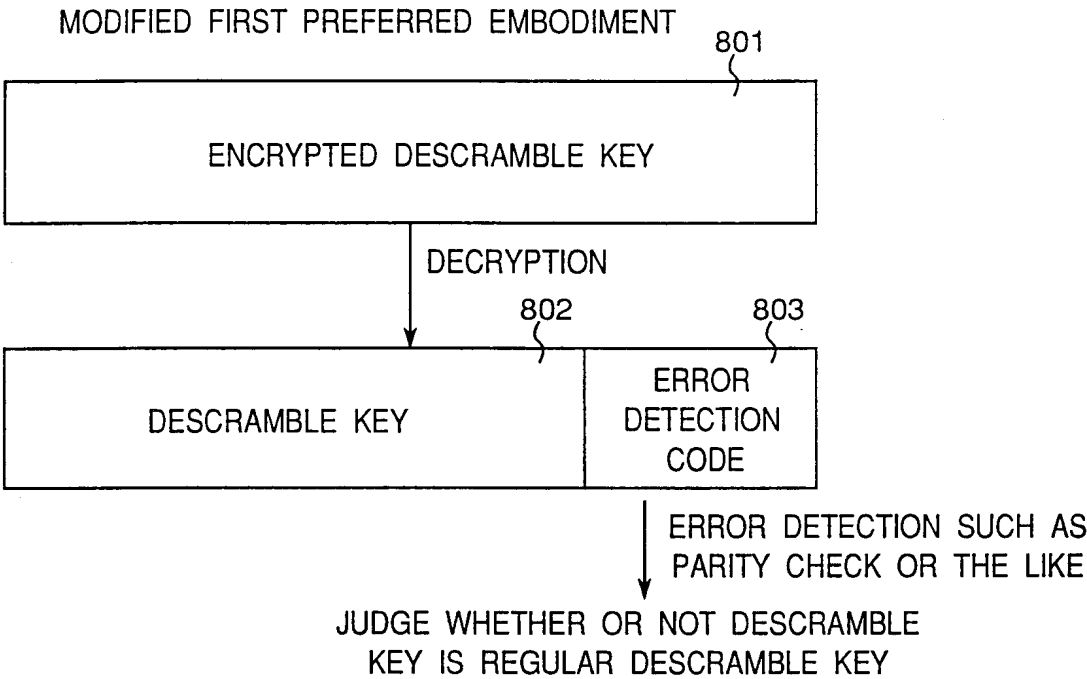 MODIFIED FIRST PREFERRED EMBODIMENT
801
ENCRYPTED DESCRAMBLE KEY
DECRYPTION
802
803
DESCRAMBLE KEY
ERROR
DETECTION
CODE
ERROR DETECTION SUCH AS
PARITY CHECK OR THE LIKE
JUDGE WHETHER OR NOT DESCRAMBLE
KEY IS REGULAR DESCRAMBLE KEY